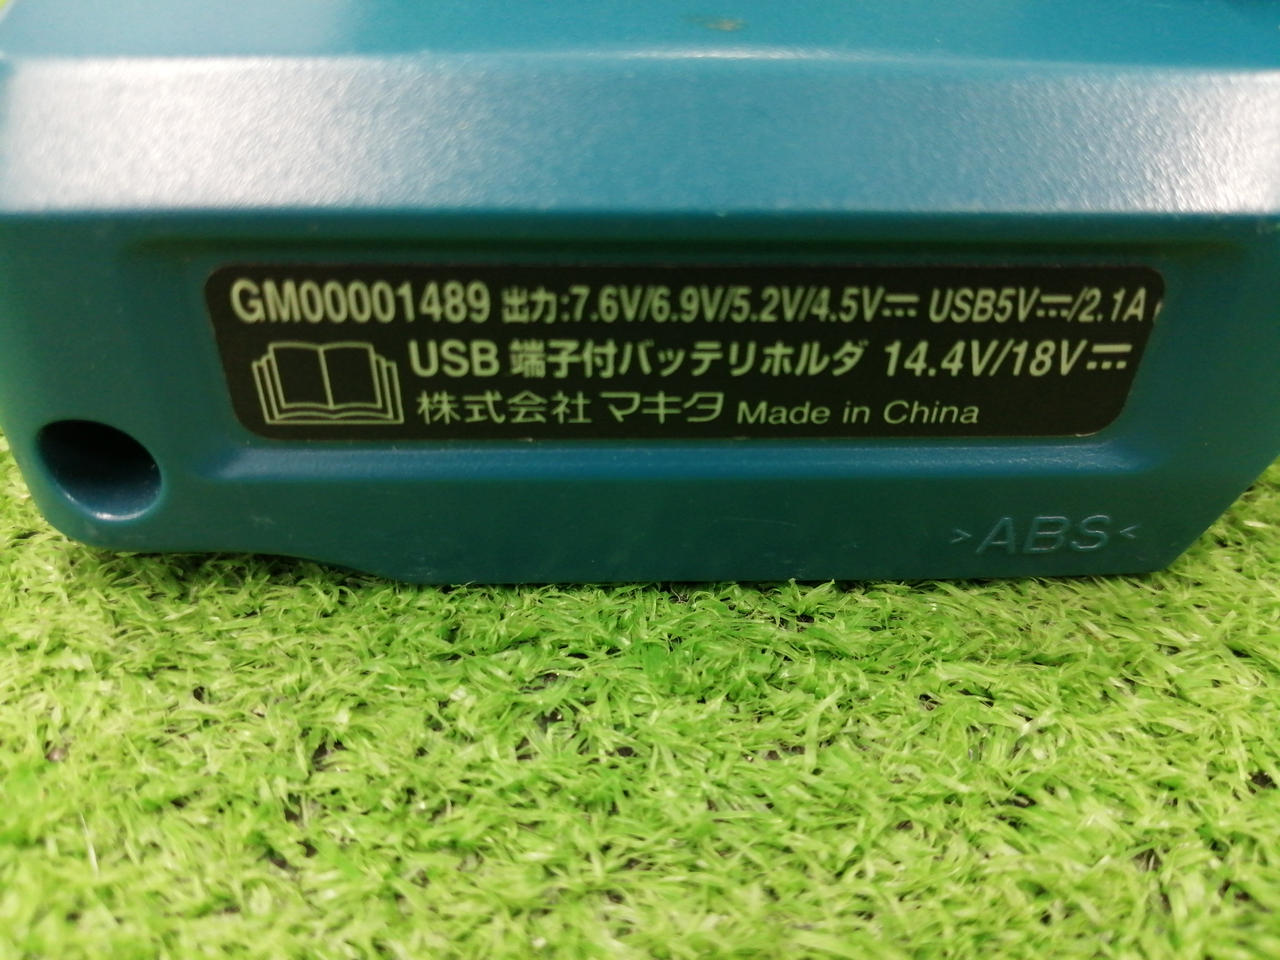 GM00001489 出力:7.6V/6.9V/5.2V/4.5V⎓ USB5V⎓/2.1A
USB 端子付バッテリホルダ 14.4V/18V⎓
株式会社 マキタ Made in China
>ABS<